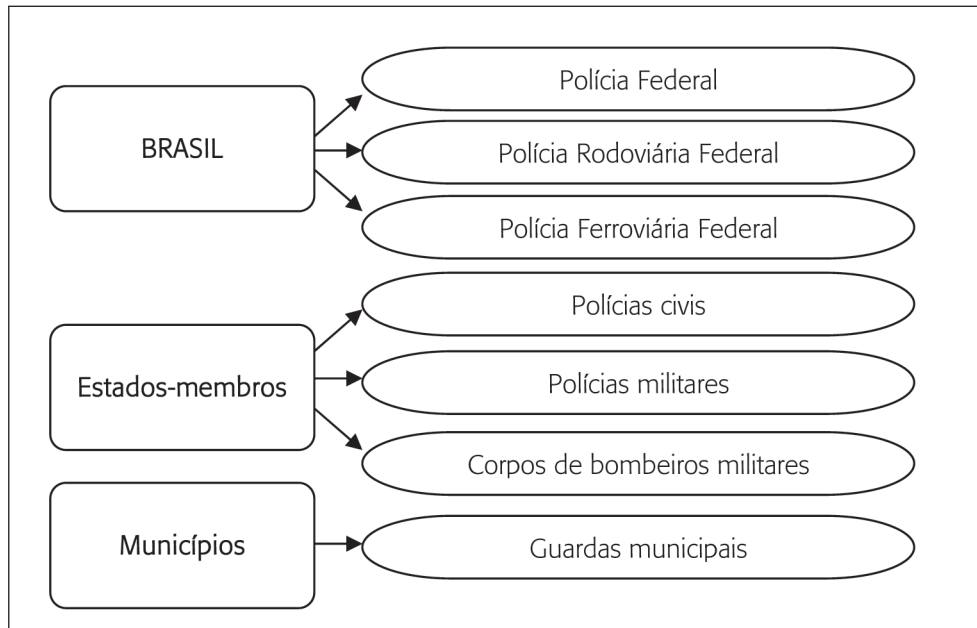 BRASIL
Polícia Federal
Polícia Rodoviária Federal
Polícia Ferroviária Federal
Estados-membros
Polícias civis
Polícias militares
Corpos de bombeiros militares
Municípios
Guardas municipais